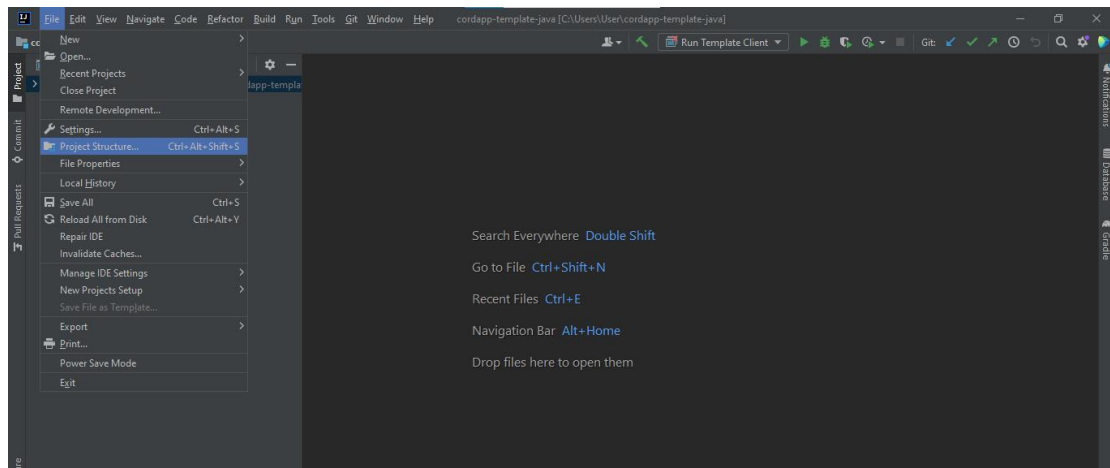 IJ File Edit View Navigate Code Refactor Build Run Tools Git Window Help cordapp-template-java [C:\Users\User\cordapp-template-java]
Run Template Client Git:
New
Open...
Recent Projects
Close Project
Remote Development...
Settings... Ctrl+Alt+S
Project Structure... Ctrl+Alt+Shift+S
File Properties
Local History
Save All Ctrl+S
Reload All from Disk Ctrl+Alt+Y
Repair IDE
Invalidate Caches...
Manage IDE Settings
New Projects Setup
Save File as Template...
Export
Print...
Power Save Mode
Exit
Project
Commit
Pull Requests
dapp-templa
Search Everywhere Double Shift
Go to File Ctrl+Shift+N
Recent Files Ctrl+E
Navigation Bar Alt+Home
Drop files here to open them
Notifications
Database
Gradle